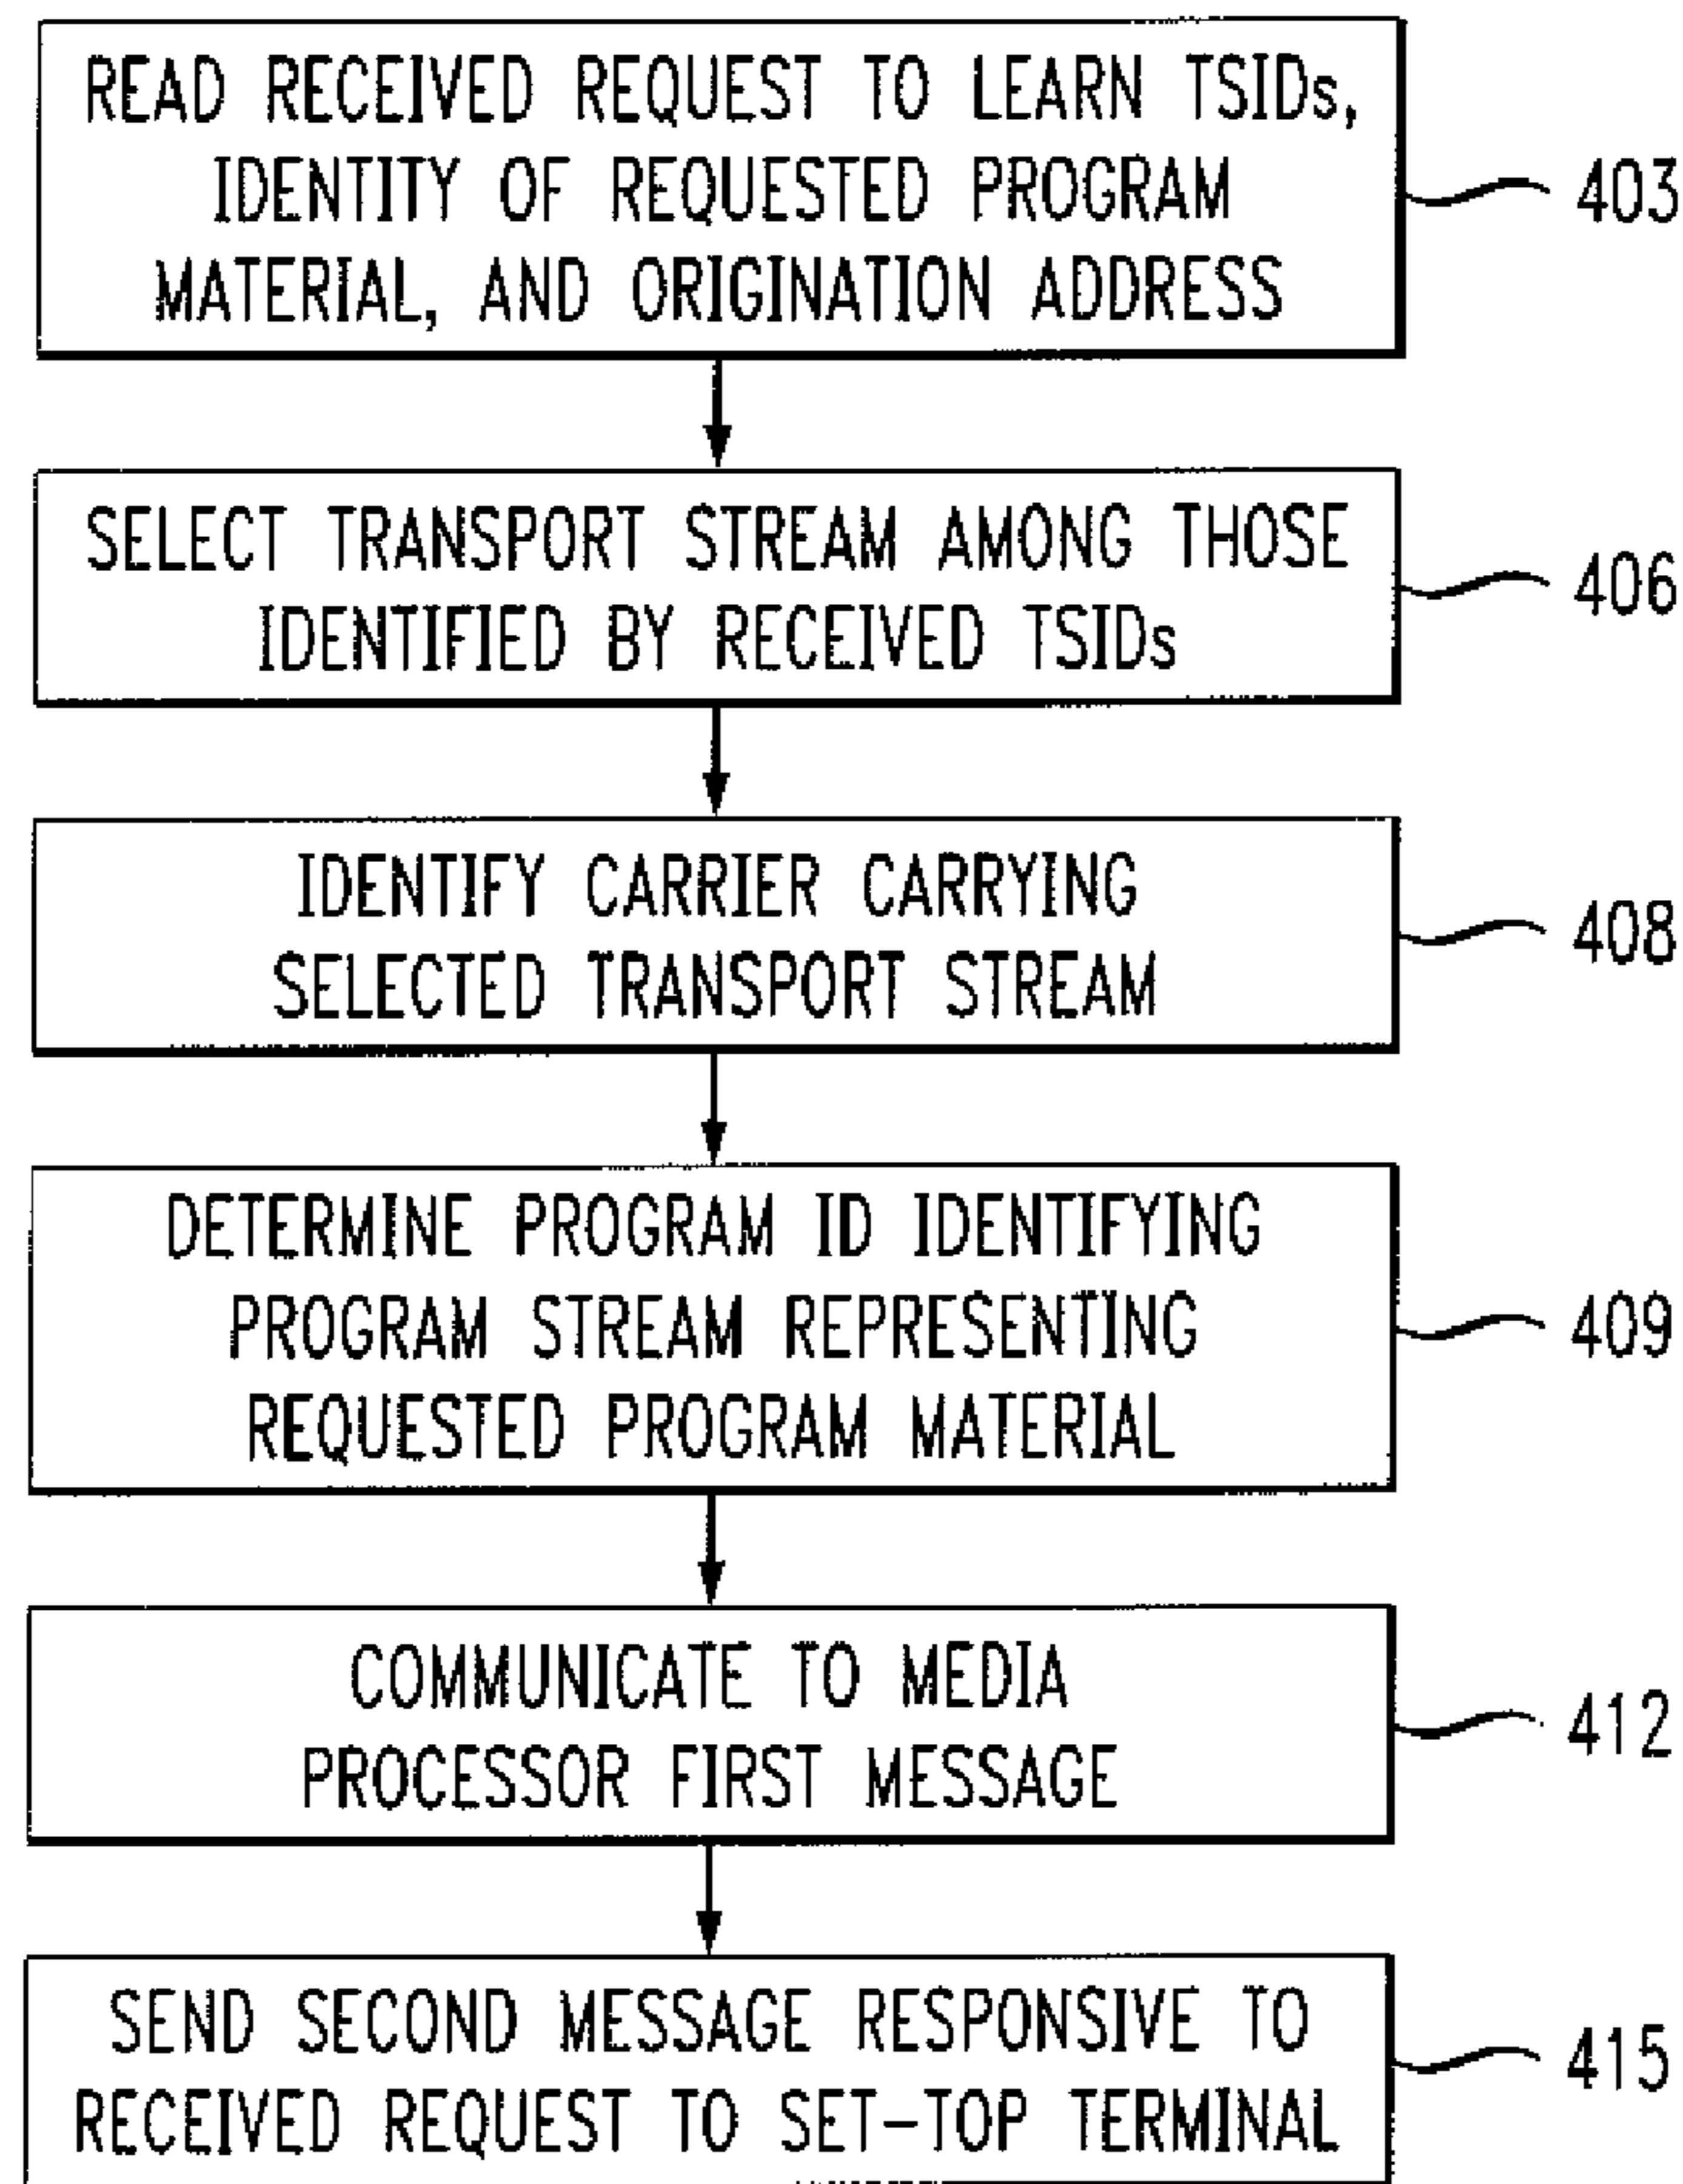 READ RECEIVED REQUEST TO LEARN TSIDs,
IDENTITY OF REQUESTED PROGRAM
MATERIAL, AND ORIGINATION ADDRESS
403
SELECT TRANSPORT STREAM AMONG THOSE
IDENTIFIED BY RECEIVED TSIDs
406
IDENTIFY CARRIER CARRYING
SELECTED TRANSPORT STREAM
408
DETERMINE PROGRAM ID IDENTIFYING
PROGRAM STREAM REPRESENTING
REQUESTED PROGRAM MATERIAL
409
COMMUNICATE TO MEDIA
PROCESSOR FIRST MESSAGE
412
SEND SECOND MESSAGE RESPONSIVE TO
RECEIVED REQUEST TO SET-TOP TERMINAL
415